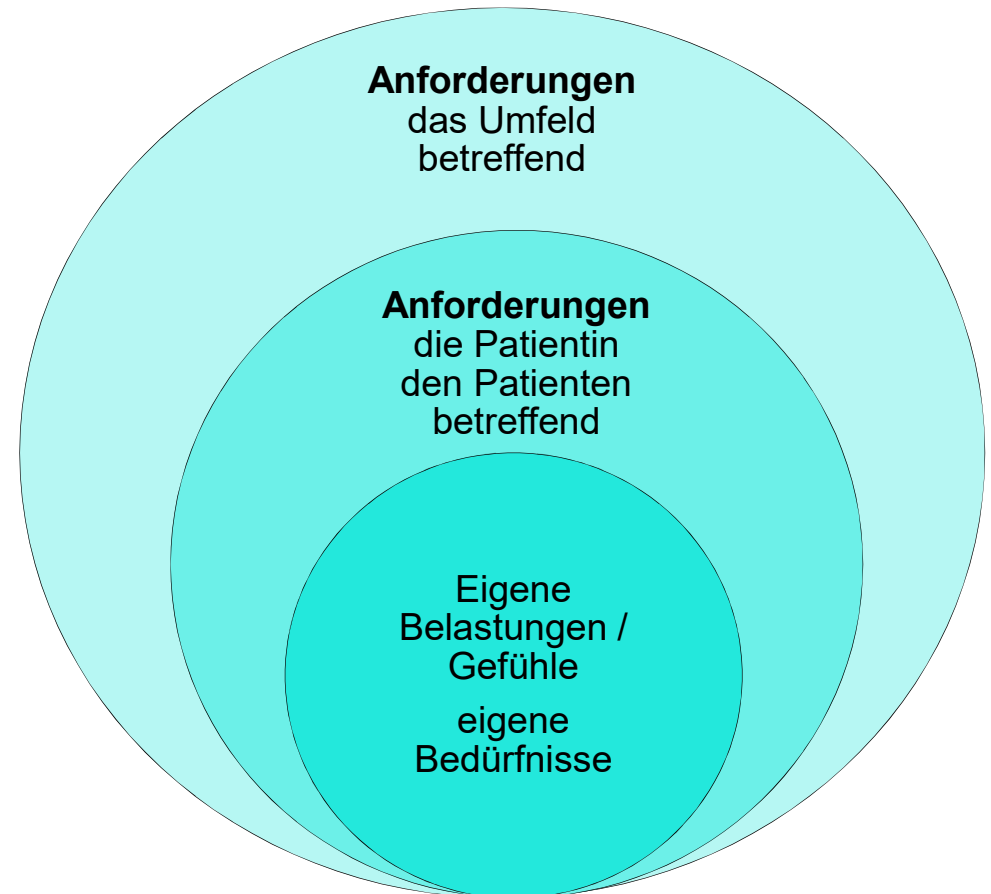 Anforderungen
das Umfeld
betreffend
Anforderungen
die Patientin
den Patienten
betreffend
Eigene
Belastungen /
Gefühle
eigene
Bedürfnisse